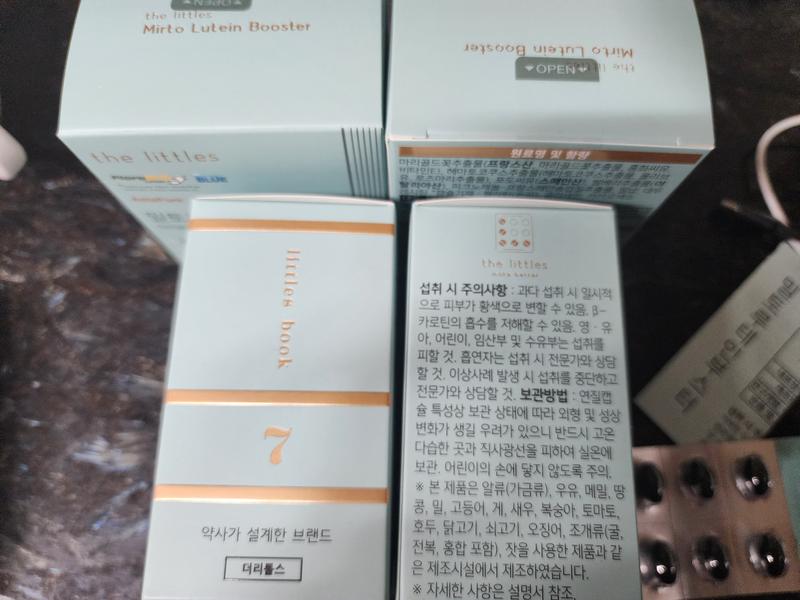 the littles
Mirto Lutein Booster
OPEN
the littles
Mirto Lutein Booster
the littles
OPEN
원료명 및 함량
littles book
7
약사가 설계한 브랜드
더리틀스
the littles
섭취 시 주의사항 : 과다 섭취 시 일시적
으로 피부가 황색으로 변할 수 있음. β-
카로틴의 흡수를 저해할 수 있음. 영·유
아, 어린이, 임산부 및 수유부는 섭취를
피할 것. 흡연자는 섭취 시 전문가와 상담
할 것. 이상사례 발생 시 섭취를 중단하고
전문가와 상담할 것. 보관방법 : 연질캡
슐 특성상 보관 상태에 따라 외형 및 성상
변화가 생길 우려가 있으니 반드시 고온
다습한 곳과 직사광선을 피하여 실온에
보관. 어린이의 손에 닿지 않도록 주의.
※ 본 제품은 알류(가금류), 우유, 메밀, 땅
콩, 밀, 고등어, 게, 새우, 복숭아, 토마토,
호두, 닭고기, 쇠고기, 오징어, 조개류(굴,
전복, 홍합 포함), 잣을 사용한 제품과 같
은 제조시설에서 제조하였습니다.
※ 자세한 사항은 설명서 참조.